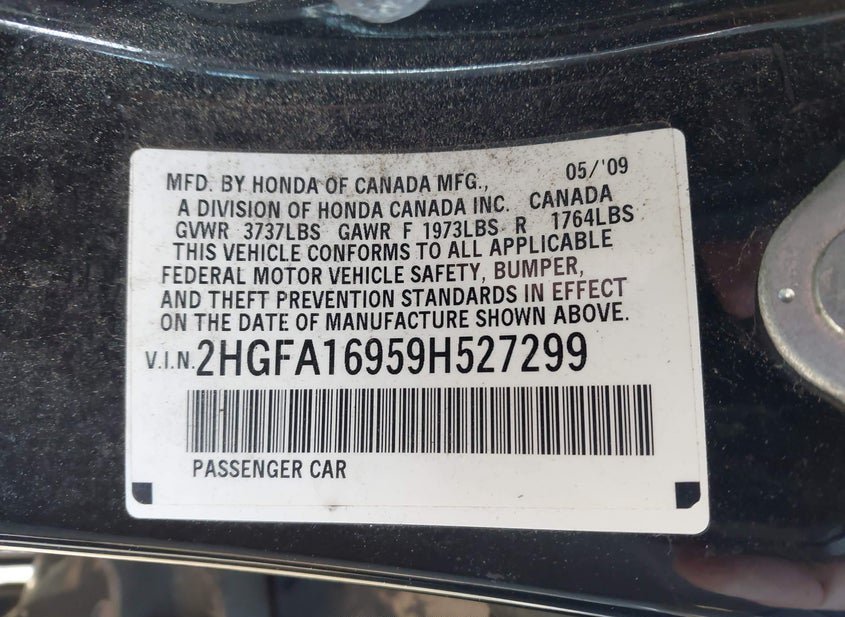 MFD. BY HONDA OF CANADA MFG., 05/'09
A DIVISION OF HONDA CANADA INC. CANADA
GVWR 3737LBS GAWR F 1973LBS R 1764LBS
THIS VEHICLE CONFORMS TO ALL APPLICABLE
FEDERAL MOTOR VEHICLE SAFETY, BUMPER,
AND THEFT PREVENTION STANDARDS IN EFFECT
ON THE DATE OF MANUFACTURE SHOWN ABOVE.
V.I.N. 2HGFA16959H527299
PASSENGER CAR